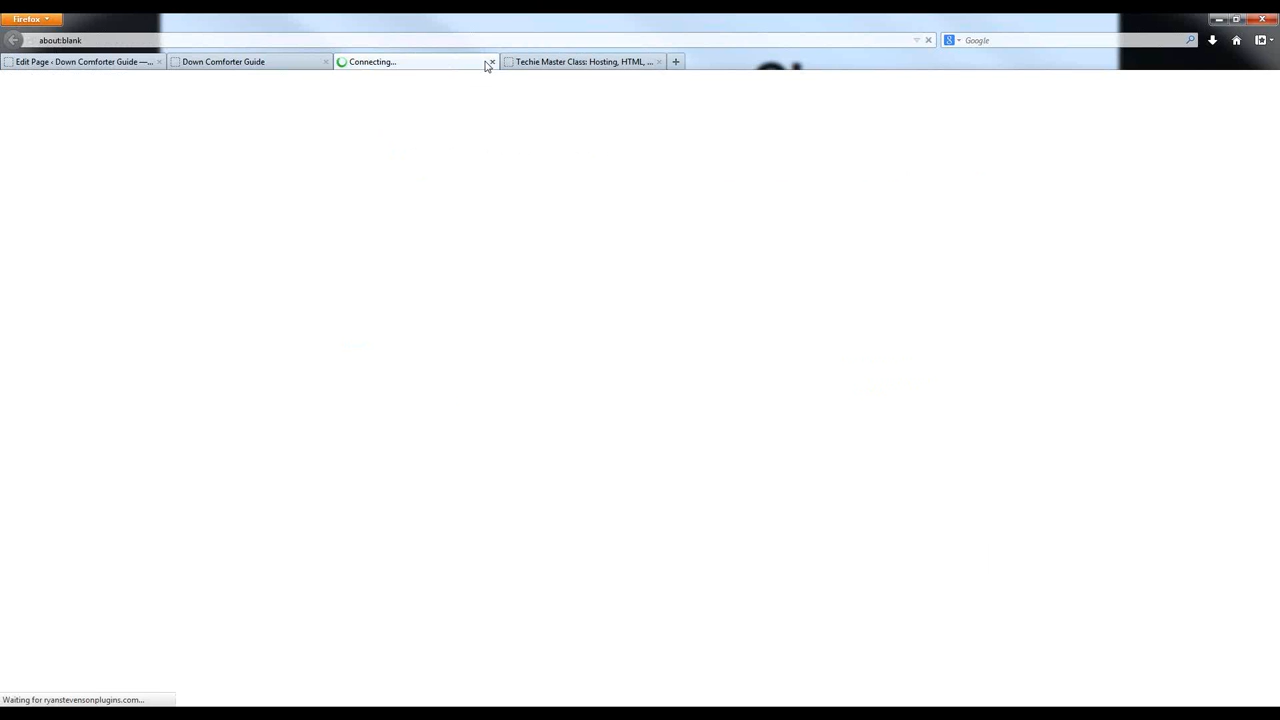 Firefox
about:blank
Google
Edit Page ‹ Down Comforter Guide —...
Down Comforter Guide
Connecting...
Techie Master Class: Hosting, HTML, ...
Waiting for ryanstevensonplugins.com...